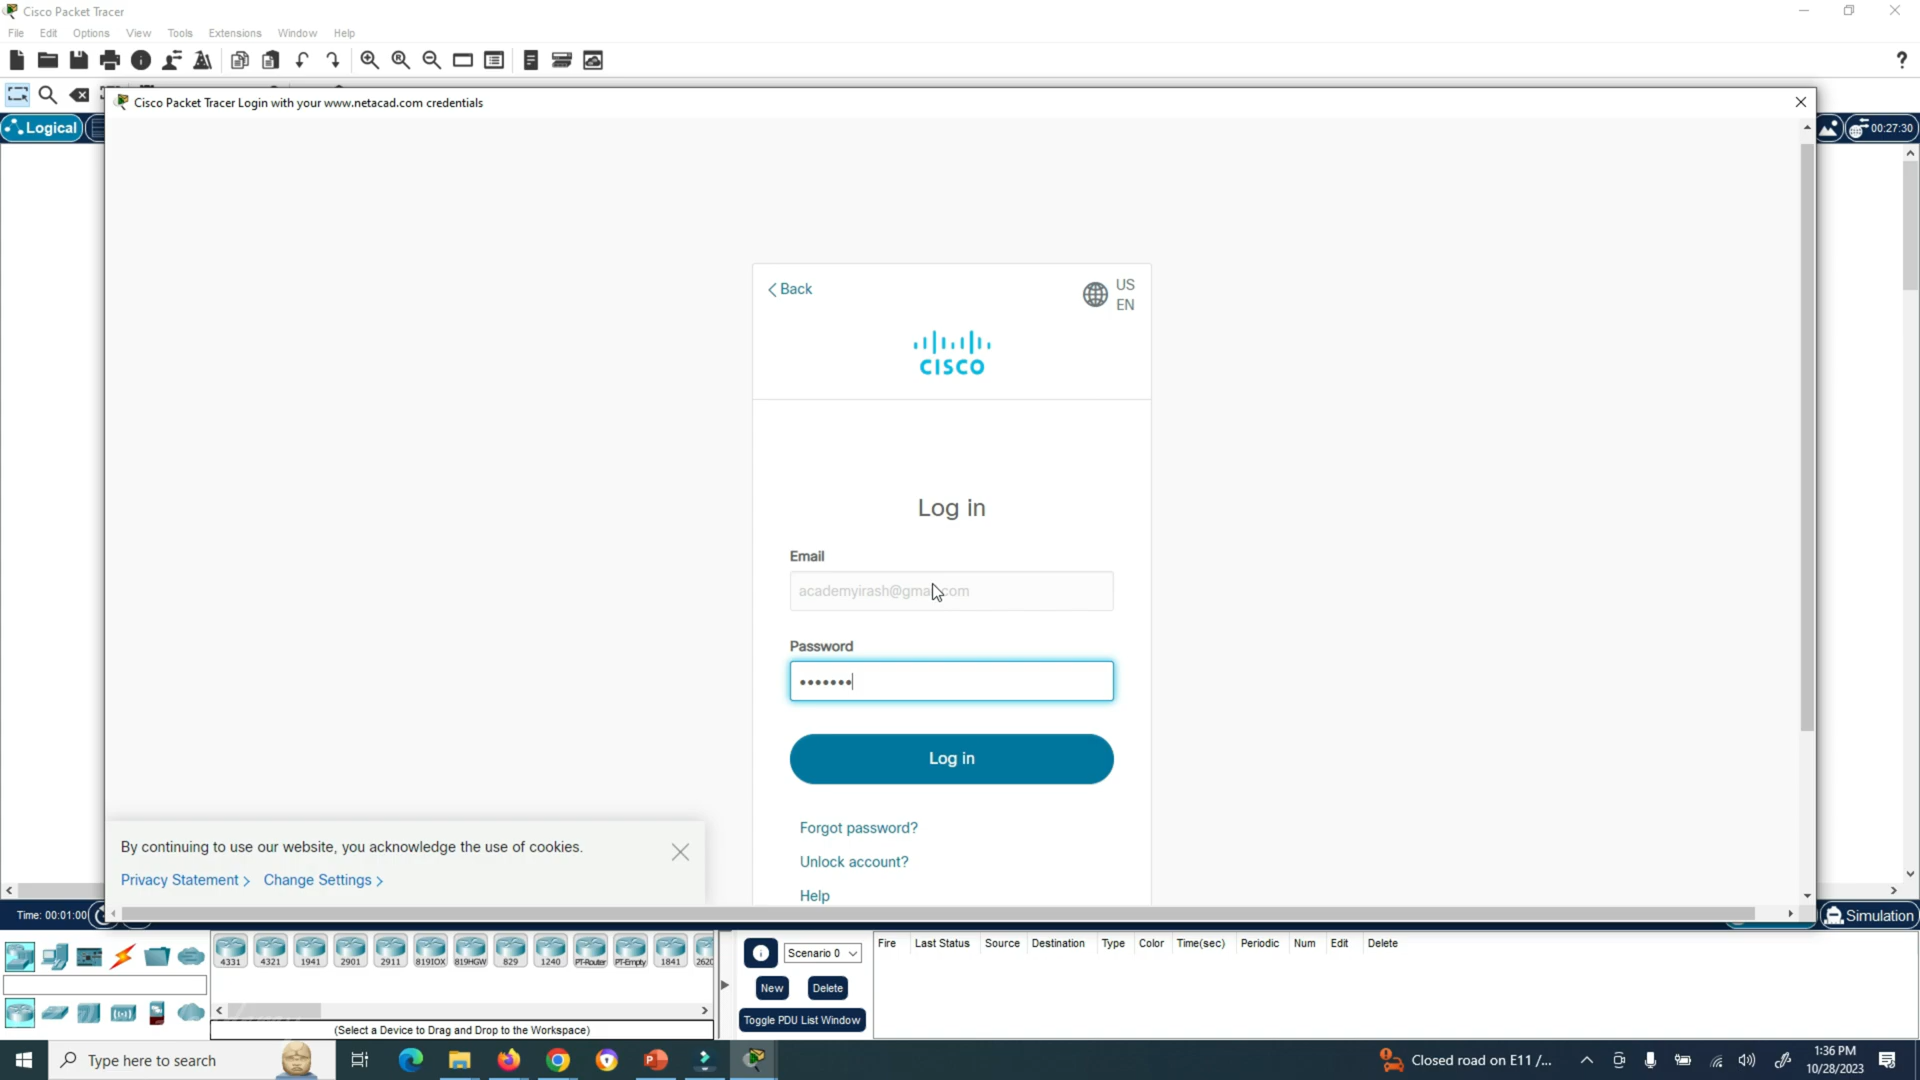 Cisco Packet Tracer
File Edit Options View Tools Extensions Window Help
Cisco Packet Tracer Login with your www.netacad.com credentials
Logical
00:27:30
Back
US
EN
CISCO
Log in
Email
academyirash@gma com
Password
Log in
Forgot password?
Unlock account?
Help
By continuing to use our website, you acknowledge the use of cookies.
Privacy Statement > Change Settings >
Time: 00:01:00
Simulation
4331 4321 1941 2901 2911 819IOX 819HGW 829 1240 PT-Router PT-Empty 1841 2620
(Select a Device to Drag and Drop to the Workspace)
Scenario 0
New Delete
Toggle PDU List Window
Fire Last Status Source Destination Type Color Time(sec) Periodic Num Edit Delete
Type here to search
Closed road on E11 /...
1:36 PM
10/28/2023